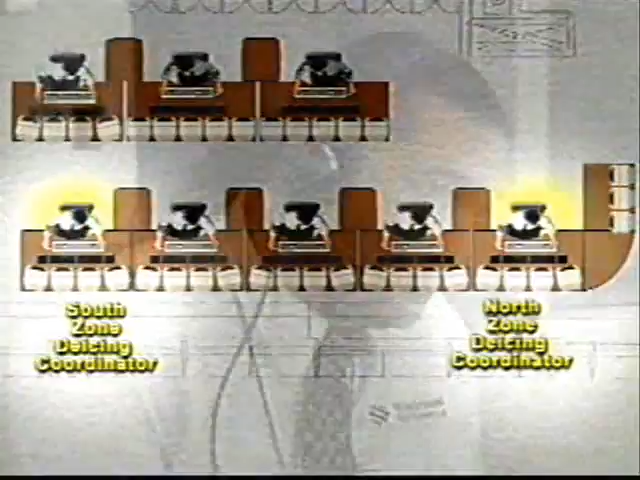 South
Zone
Deicing
Coordinator
North
Zone
Deicing
Coordinator